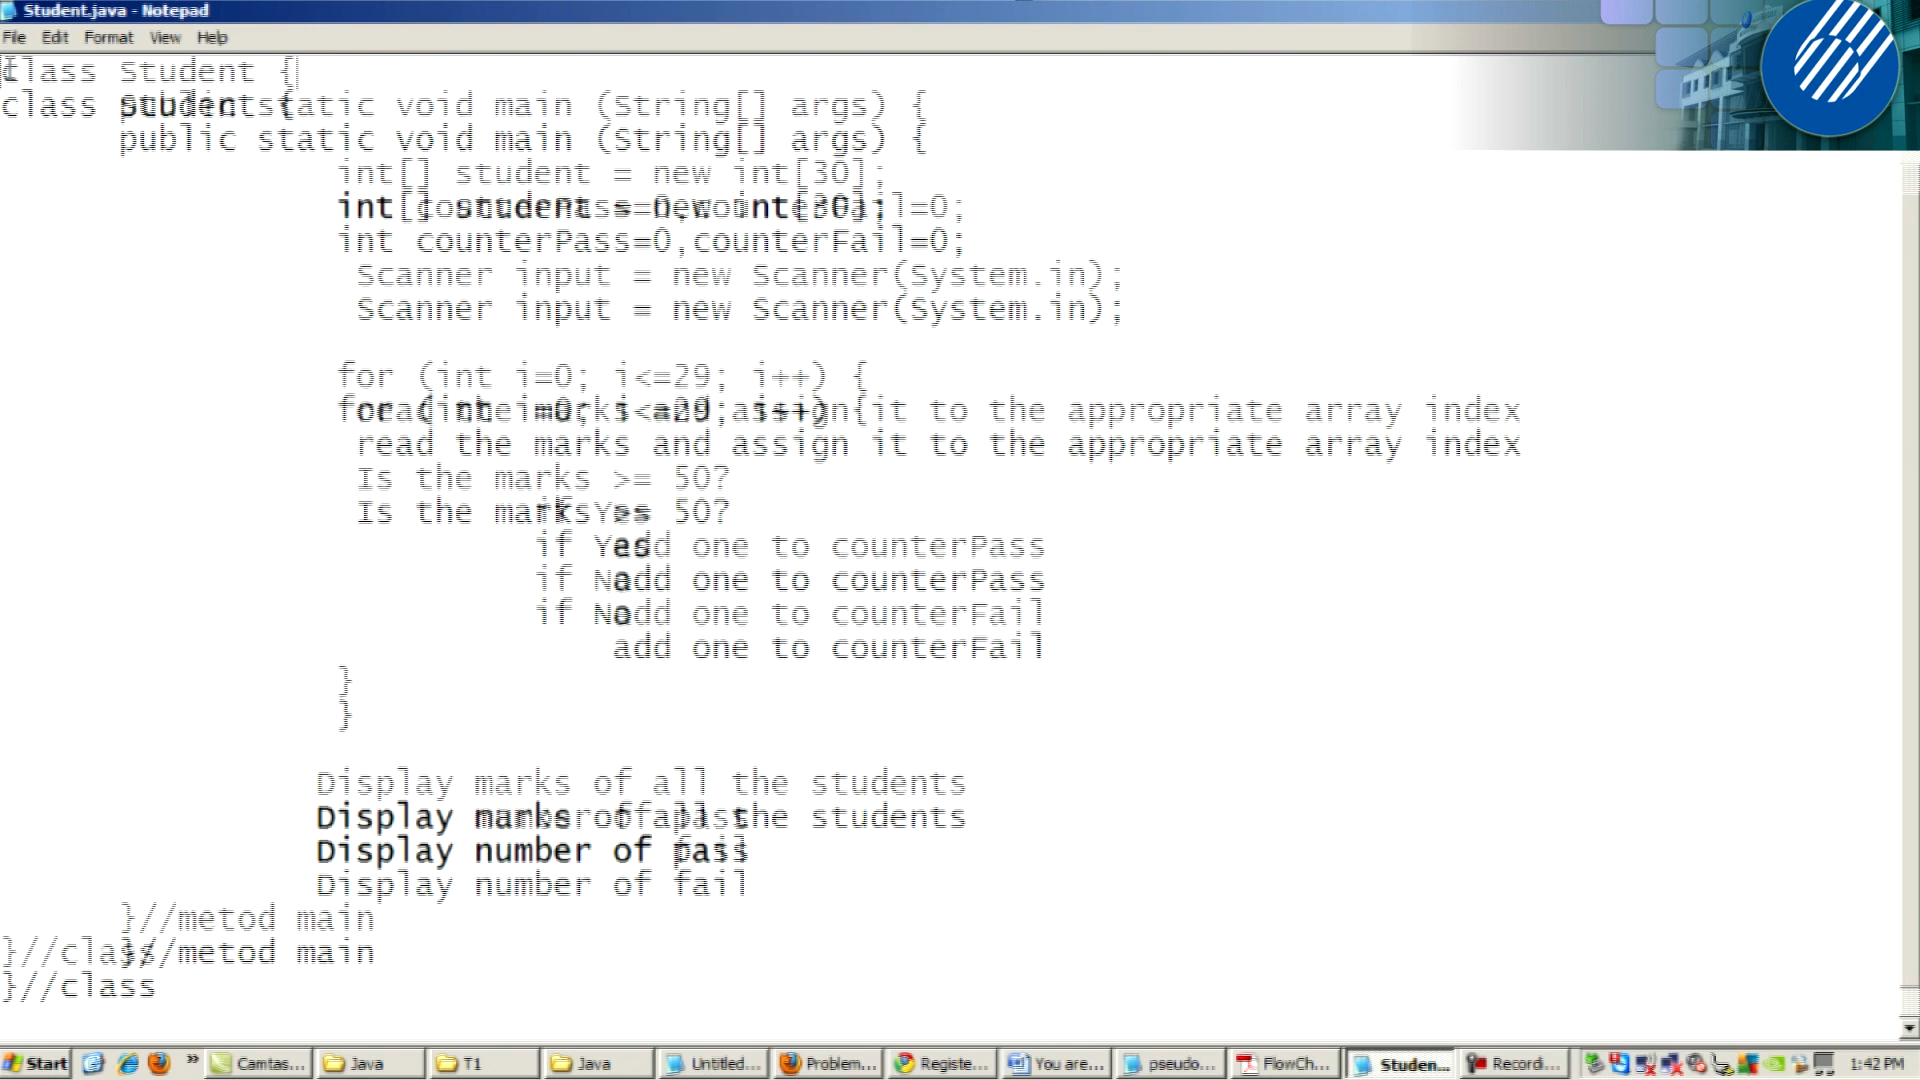 Student.java - Notepad
File Edit Format View Help
class Student {
public static void main (String[] args) {
int[] student = new int[30];
int counterPass=0,counterFail=0;
Scanner input = new Scanner(System.in);
for (int i=0; i<=29; i++) {
read the marks and assign it to the appropriate array index
Is the marks >= 50?
if Yes
add one to counterPass
if No
add one to counterFail
}
Display marks of all the students
Display number of pass
Display number of fail
}//metod main
}//class
Start » Camtas... Java T1 Java Untitled... Problem... Registe... You are... pseudo... FlowCh... Studen... Record... 1:42 PM